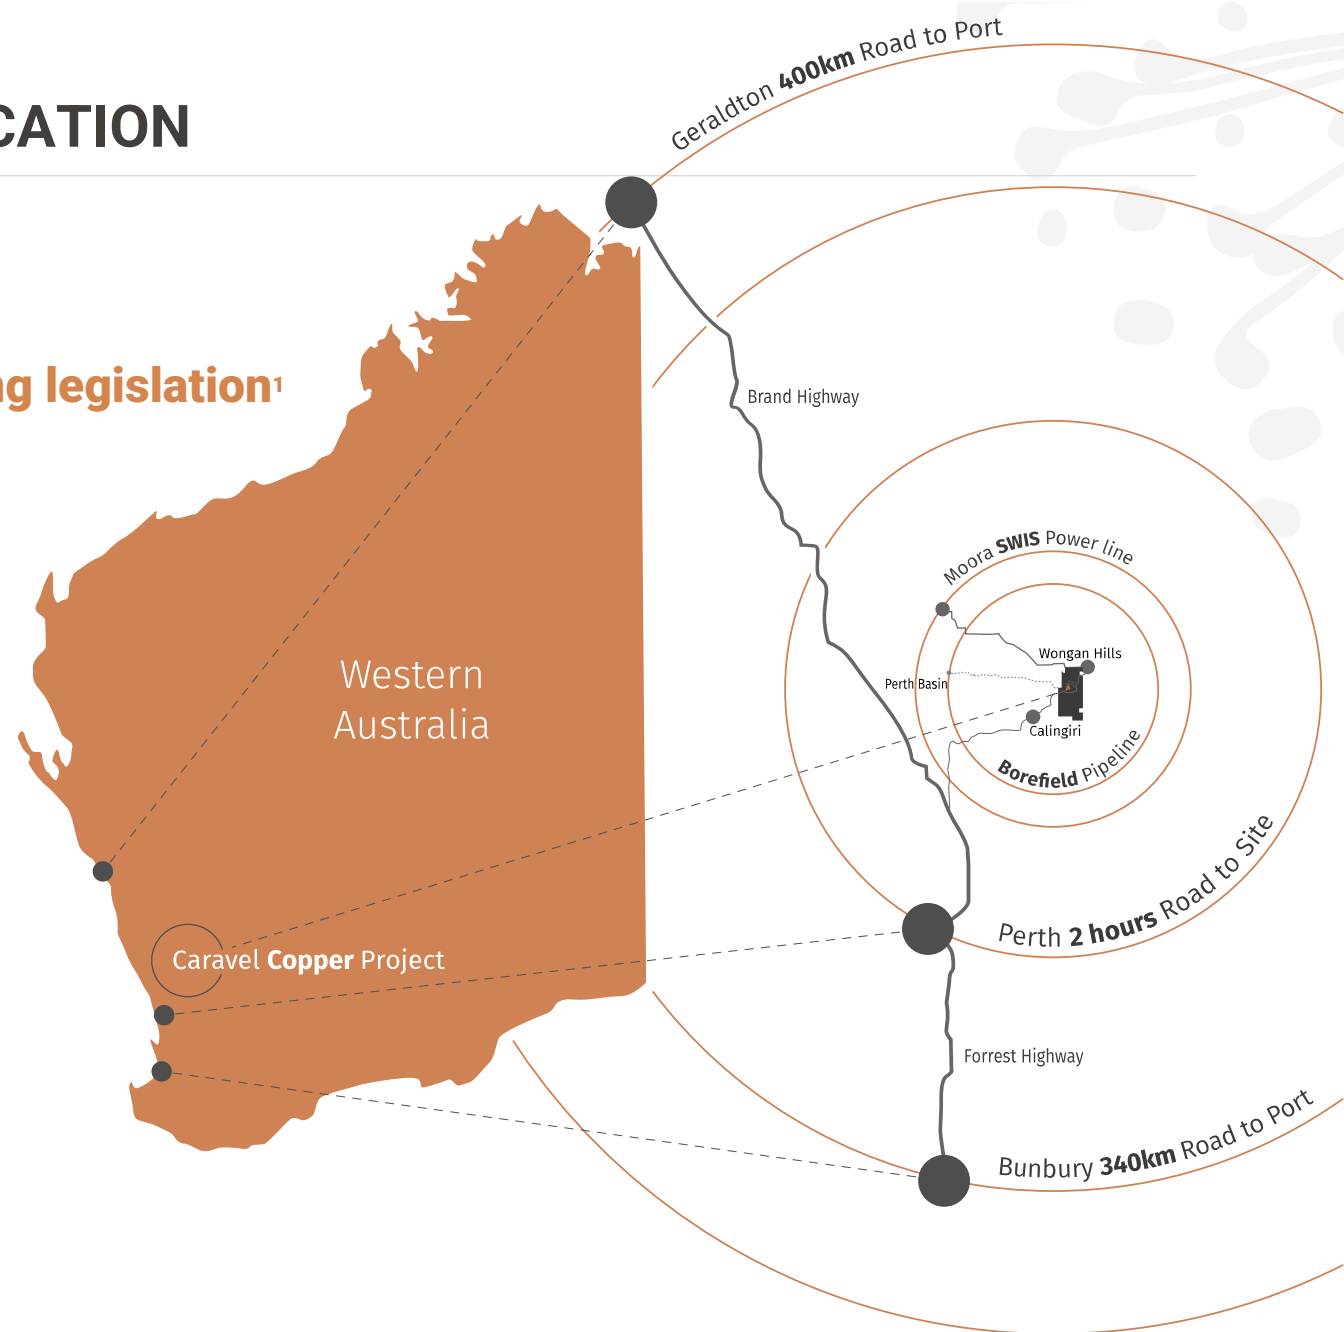 CATION
ng legislation¹
Geraldton 400km Road to Port
Brand Highway
Moora SWIS Power line
Wongan Hills
Perth Basin
Calingiri
Borefield Pipeline
Western
Australia
Perth 2 hours Road to Site
Caravel Copper Project
Forrest Highway
Bunbury 340km Road to Port